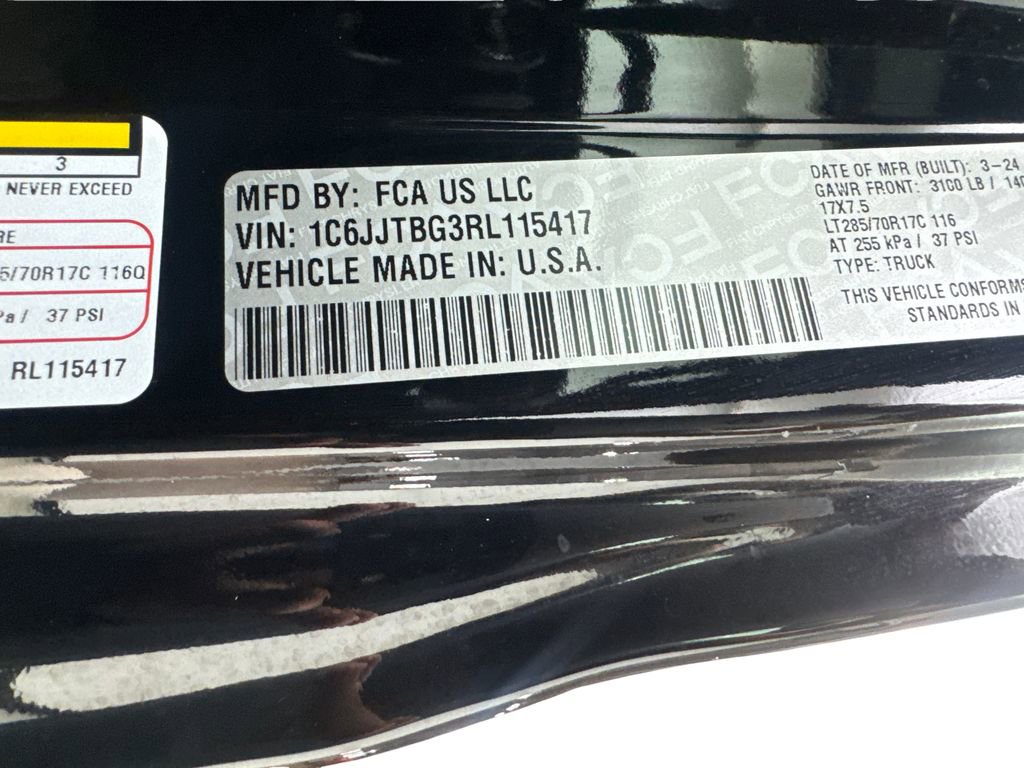 3
NEVER EXCEED
RE
5/70R17C 116Q
Pa / 37 PSI
RL115417
MFD BY: FCA US LLC
VIN: 1C6JJTBG3RL115417
VEHICLE MADE IN: U.S.A.
DATE OF MFR (BUILT): 3-24
GAWR FRONT: 3100 LB / 140
17X7.5
LT285/70R17C 116
AT 255 kPa / 37 PSI
TYPE: TRUCK
THIS VEHICLE CONFORMS
STANDARDS IN